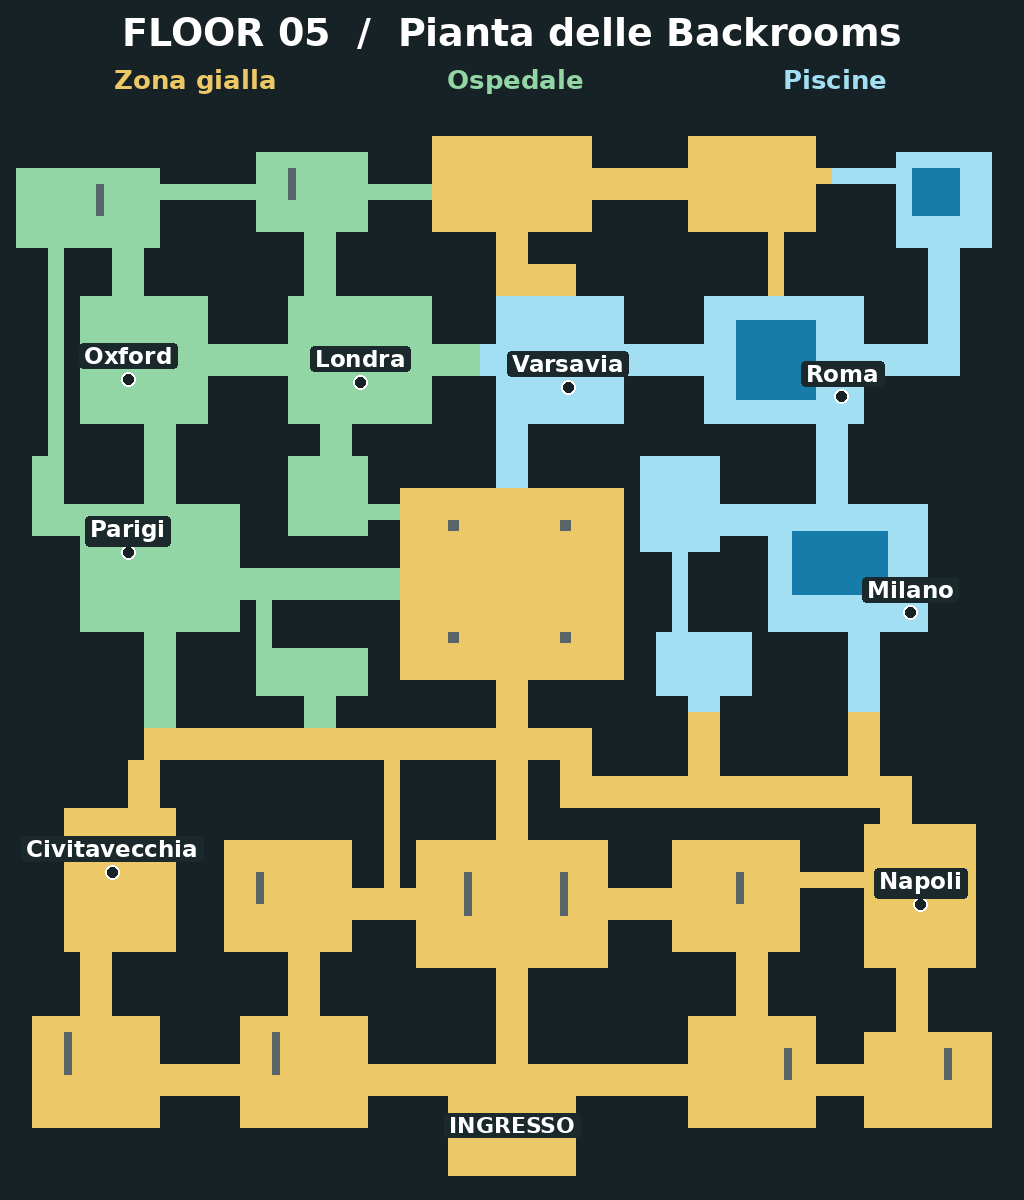 FLOOR 05 / Pianta delle Backrooms
Zona gialla
Ospedale
Piscine
Oxford
Londra
Varsavia
Roma
Parigi
Milano
Civitavecchia
Napoli
INGRESSO